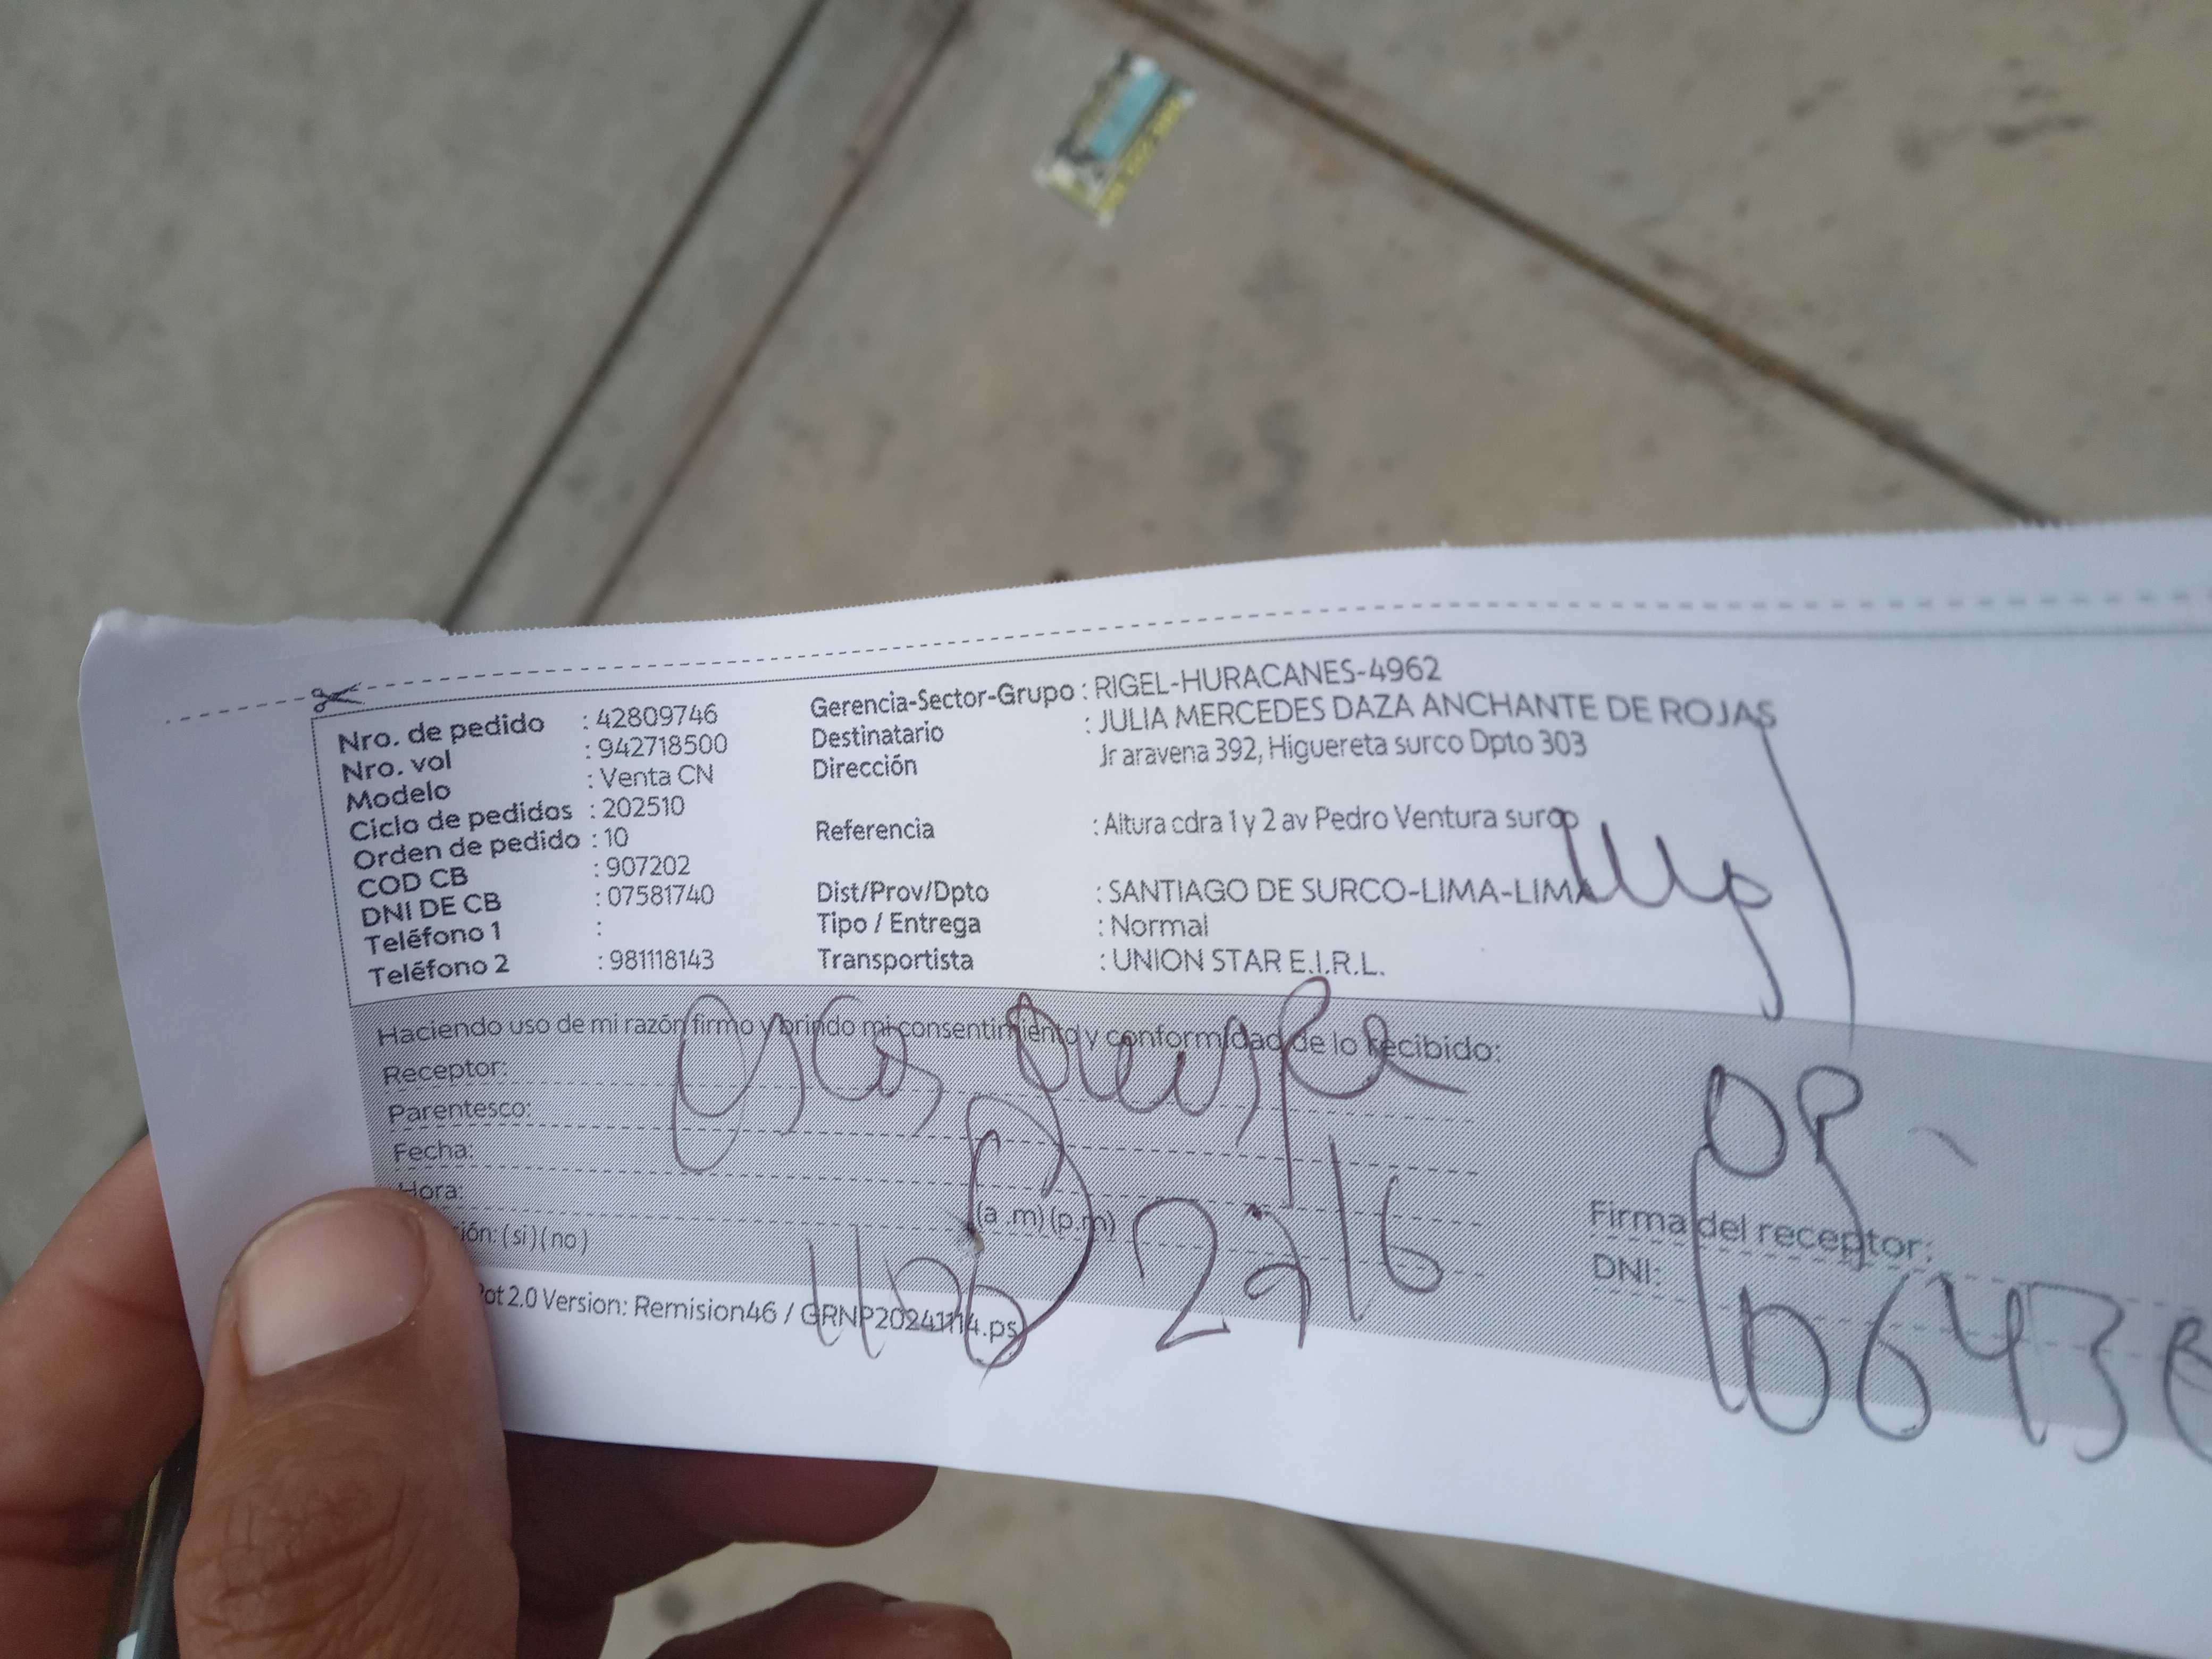 Nro. de pedido : 42809746
Nro. vol : 942718500
Modelo : Venta CN
Ciclo de pedidos : 202510
Orden de pedido : 10
COD CB : 907202
DNI DE CB : 07581740
Teléfono 1 :
Teléfono 2 : 981118143
Gerencia-Sector-Grupo : RIGEL-HURACANES-4962
Destinatario : JULIA MERCEDES DAZA ANCHANTE DE ROJAS
Dirección Jr aravena 392, Higuereta surco Dpto 303
Referencia : Altura cdra 1 y 2 av Pedro Ventura surco
Dist/Prov/Dpto : SANTIAGO DE SURCO-LIMA-LIMA
Tipo / Entrega : Normal
Transportista : UNION STAR E.I.R.L.
Haciendo uso de mi razón firmo y brindo mi consentimiento y conformidad de lo recibido:
Receptor:
Parentesco:
Fecha:
Hora: (a .m) (p.m)
ión: ( si ) ( no )
Firma del receptor:
DNI: 10643
Pot 2.0 Version: Remision46 / GRNP20241114.ps